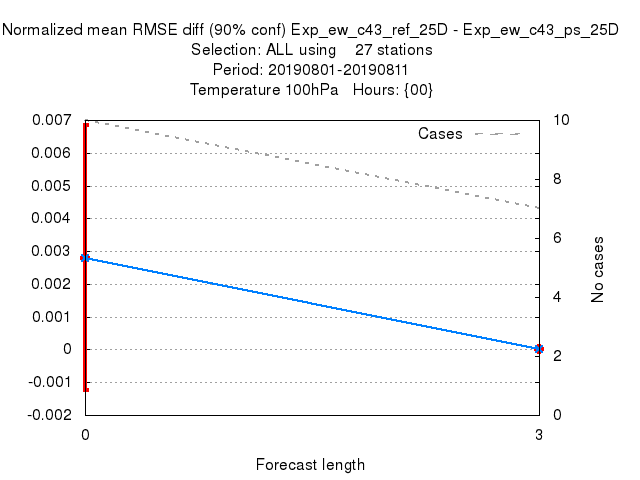 Normalized mean RMSE diff (90% conf) Exp_ew_c43_ref_25D - Exp_ew_c43_ps_25D
Selection: ALL using 27 stations
Period: 20190801-20190811
Temperature 100hPa Hours: {00}
Cases
0.007
0.006
0.005
0.004
0.003
0.002
0.001
0
-0.001
-0.002
10
8
6
4
2
0
No cases
0 3
Forecast length